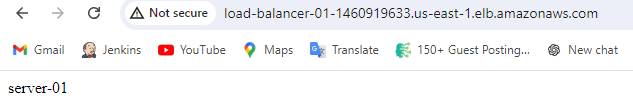 Not secure load-balancer-01-1460919633.us-east-1.elb.amazonaws.com
Gmail Jenkins YouTube Maps Translate 150+ Guest Posting... New chat
server-01